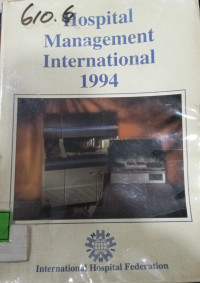 610.6
Hospital
Management
International
1994
International Hospital Federation